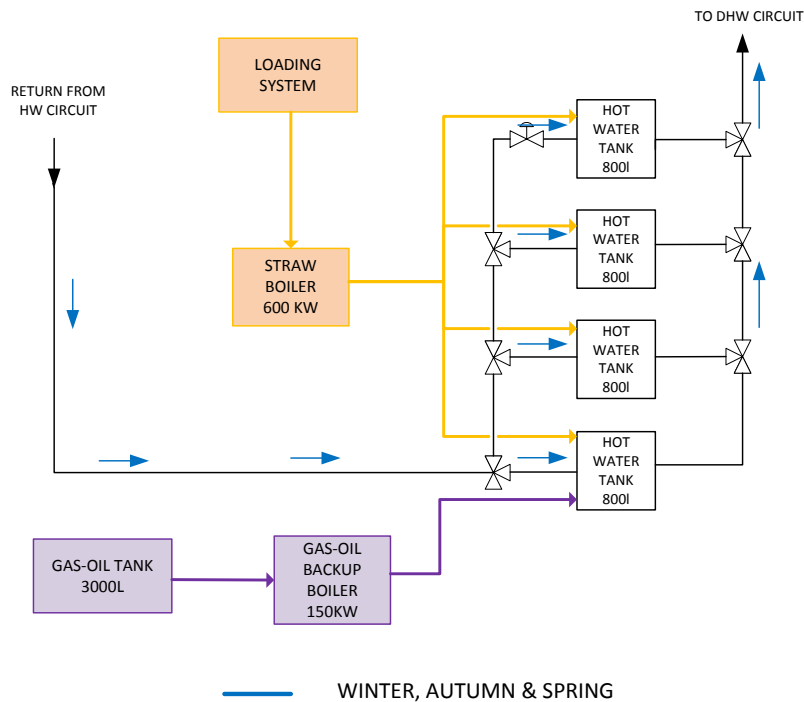 TO DHW CIRCUIT
LOADING
SYSTEM
RETURN FROM
HW CIRCUIT
HOT
WATER
TANK
800l
HOT
WATER
TANK
800l
STRAW
BOILER
600 KW
HOT
WATER
TANK
800l
HOT
WATER
TANK
800l
GAS-OIL TANK
3000L
GAS-OIL
BACKUP
BOILER
150KW
WINTER, AUTUMN & SPRING